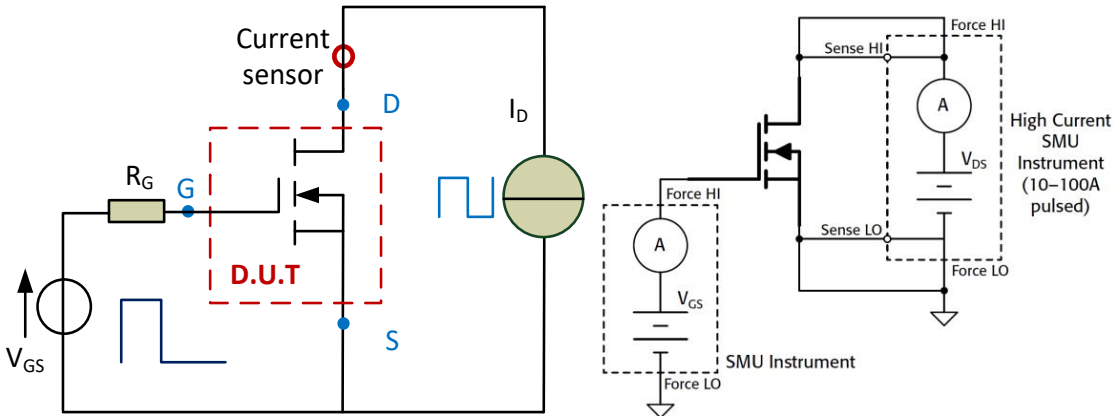 Current
sensor
D
I_D
R_G
G
D.U.T
V_GS
S
Force HI
Sense HI
A
High Current
SMU
Instrument
(10–100A
pulsed)
V_DS
Force HI
Sense LO
A
Force LO
V_GS
SMU Instrument
Force LO